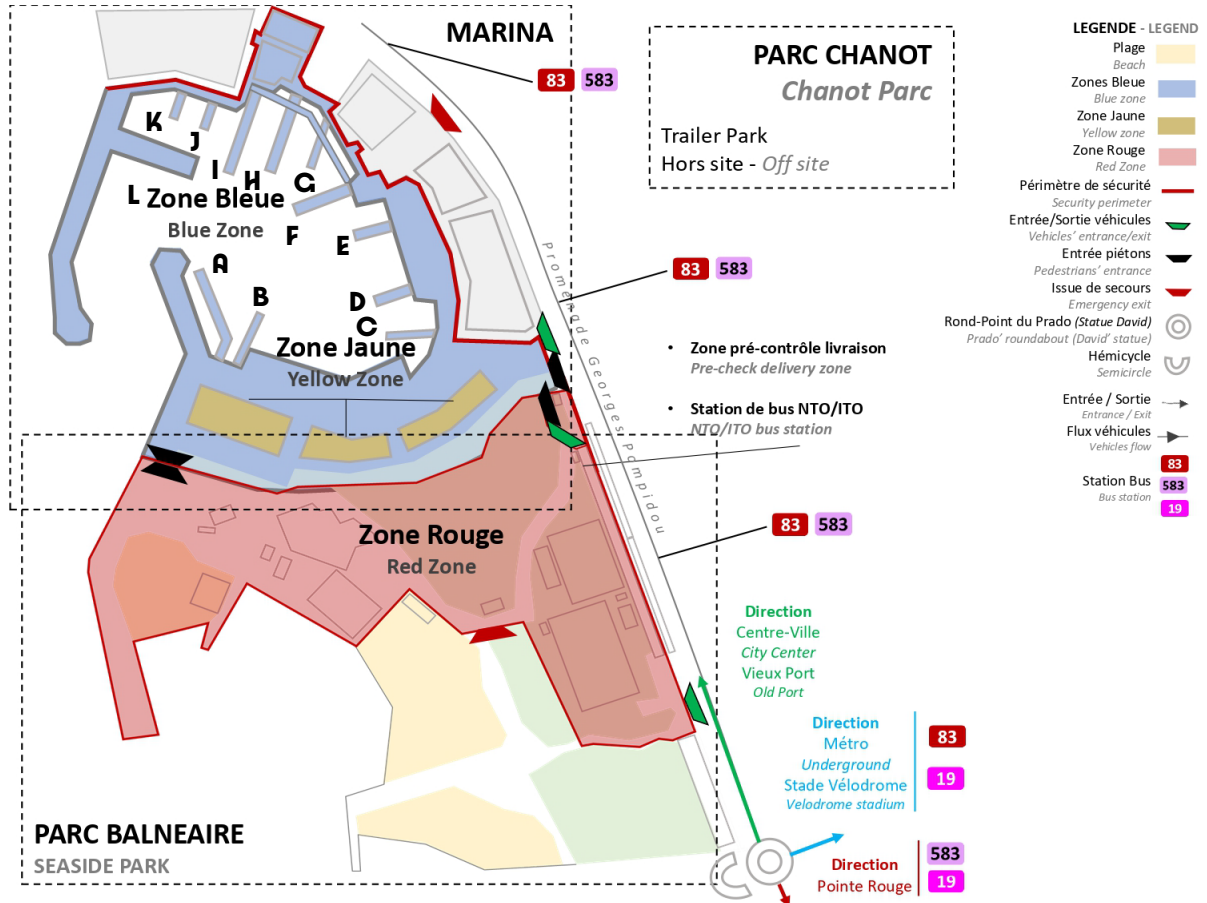 MARINA
83 583
PARC CHANOT
Chanot Parc
Trailer Park
Hors site - Off site
LEGENDE - LEGEND
Plage
Beach
Zones Bleue
Blue zone
Zone Jaune
Yellow zone
Zone Rouge
Red Zone
Périmètre de sécurité
Security perimeter
Entrée/Sortie véhicules
Vehicles' entrance/exit
Entrée piétons
Pedestrians' entrance
Issue de secours
Emergency exit
Rond-Point du Prado (Statue David)
Prado' roundabout (David' statue)
Hémicycle
Semicircle
Entrée / Sortie
Entrance / Exit
Flux véhicules
Vehicles flow
Station Bus
Bus station
83
583
19
K
J
I
H
G
L
Zone Bleue
Blue Zone
F
E
A
B
D
C
Zone Jaune
Yellow Zone
83 583
Promenade Georges Pompidou
• Zone pré-contrôle livraison
Pre-check delivery zone
• Station de bus NTO/ITO
NTO/ITO bus station
Zone Rouge
Red Zone
83 583
Direction
Centre-Ville
City Center
Vieux Port
Old Port
Direction
Métro
Underground
Stade Vélodrome
Velodrome stadium
83
19
Direction
Pointe Rouge
583
19
PARC BALNEAIRE
SEASIDE PARK